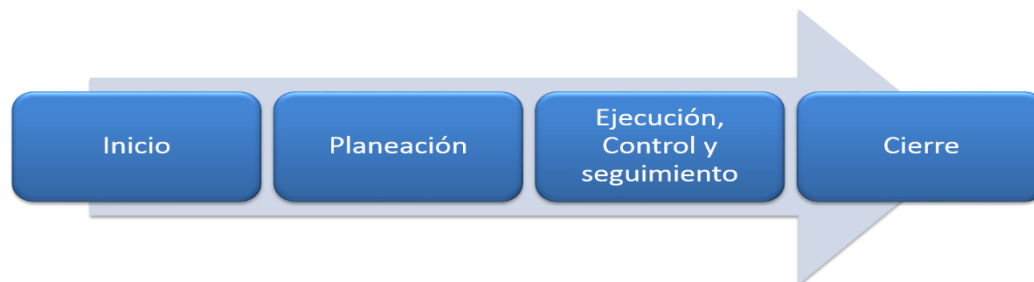 Inicio
Planeación
Ejecución,
Control y
seguimiento
Cierre